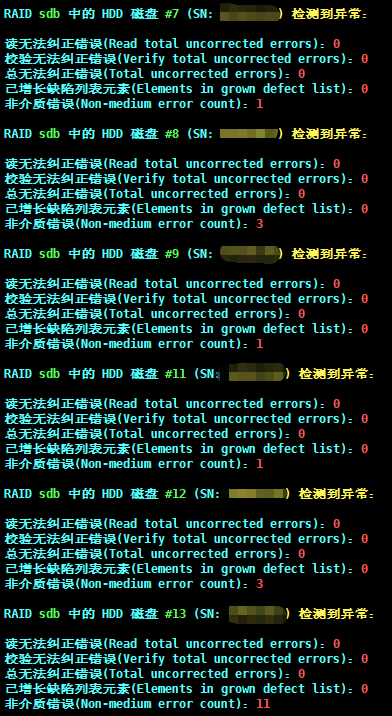 RAID sdb 中的 HDD 磁盘 #7 (SN: ) 检测到异常:
读无法纠正错误(Read total uncorrected errors): 0
校验无法纠正错误(Verify total uncorrected errors): 0
总无法纠正错误(Total uncorrected errors): 0
已增长缺陷列表元素(Elements in grown defect list): 0
非介质错误(Non-medium error count): 1
RAID sdb 中的 HDD 磁盘 #8 (SN: ) 检测到异常:
读无法纠正错误(Read total uncorrected errors): 0
校验无法纠正错误(Verify total uncorrected errors): 0
总无法纠正错误(Total uncorrected errors): 0
已增长缺陷列表元素(Elements in grown defect list): 0
非介质错误(Non-medium error count): 3
RAID sdb 中的 HDD 磁盘 #9 (SN: ) 检测到异常:
读无法纠正错误(Read total uncorrected errors): 0
校验无法纠正错误(Verify total uncorrected errors): 0
总无法纠正错误(Total uncorrected errors): 0
已增长缺陷列表元素(Elements in grown defect list): 0
非介质错误(Non-medium error count): 1
RAID sdb 中的 HDD 磁盘 #11 (SN: ) 检测到异常:
读无法纠正错误(Read total uncorrected errors): 0
校验无法纠正错误(Verify total uncorrected errors): 0
总无法纠正错误(Total uncorrected errors): 0
已增长缺陷列表元素(Elements in grown defect list): 0
非介质错误(Non-medium error count): 1
RAID sdb 中的 HDD 磁盘 #12 (SN: ) 检测到异常:
读无法纠正错误(Read total uncorrected errors): 0
校验无法纠正错误(Verify total uncorrected errors): 0
总无法纠正错误(Total uncorrected errors): 0
已增长缺陷列表元素(Elements in grown defect list): 0
非介质错误(Non-medium error count): 3
RAID sdb 中的 HDD 磁盘 #13 (SN: ) 检测到异常:
读无法纠正错误(Read total uncorrected errors): 0
校验无法纠正错误(Verify total uncorrected errors): 0
总无法纠正错误(Total uncorrected errors): 0
已增长缺陷列表元素(Elements in grown defect list): 0
非介质错误(Non-medium error count): 11